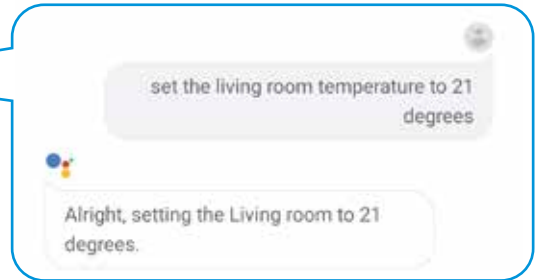 set the living room temperature to 21
degrees
Alright, setting the Living room to 21
degrees.